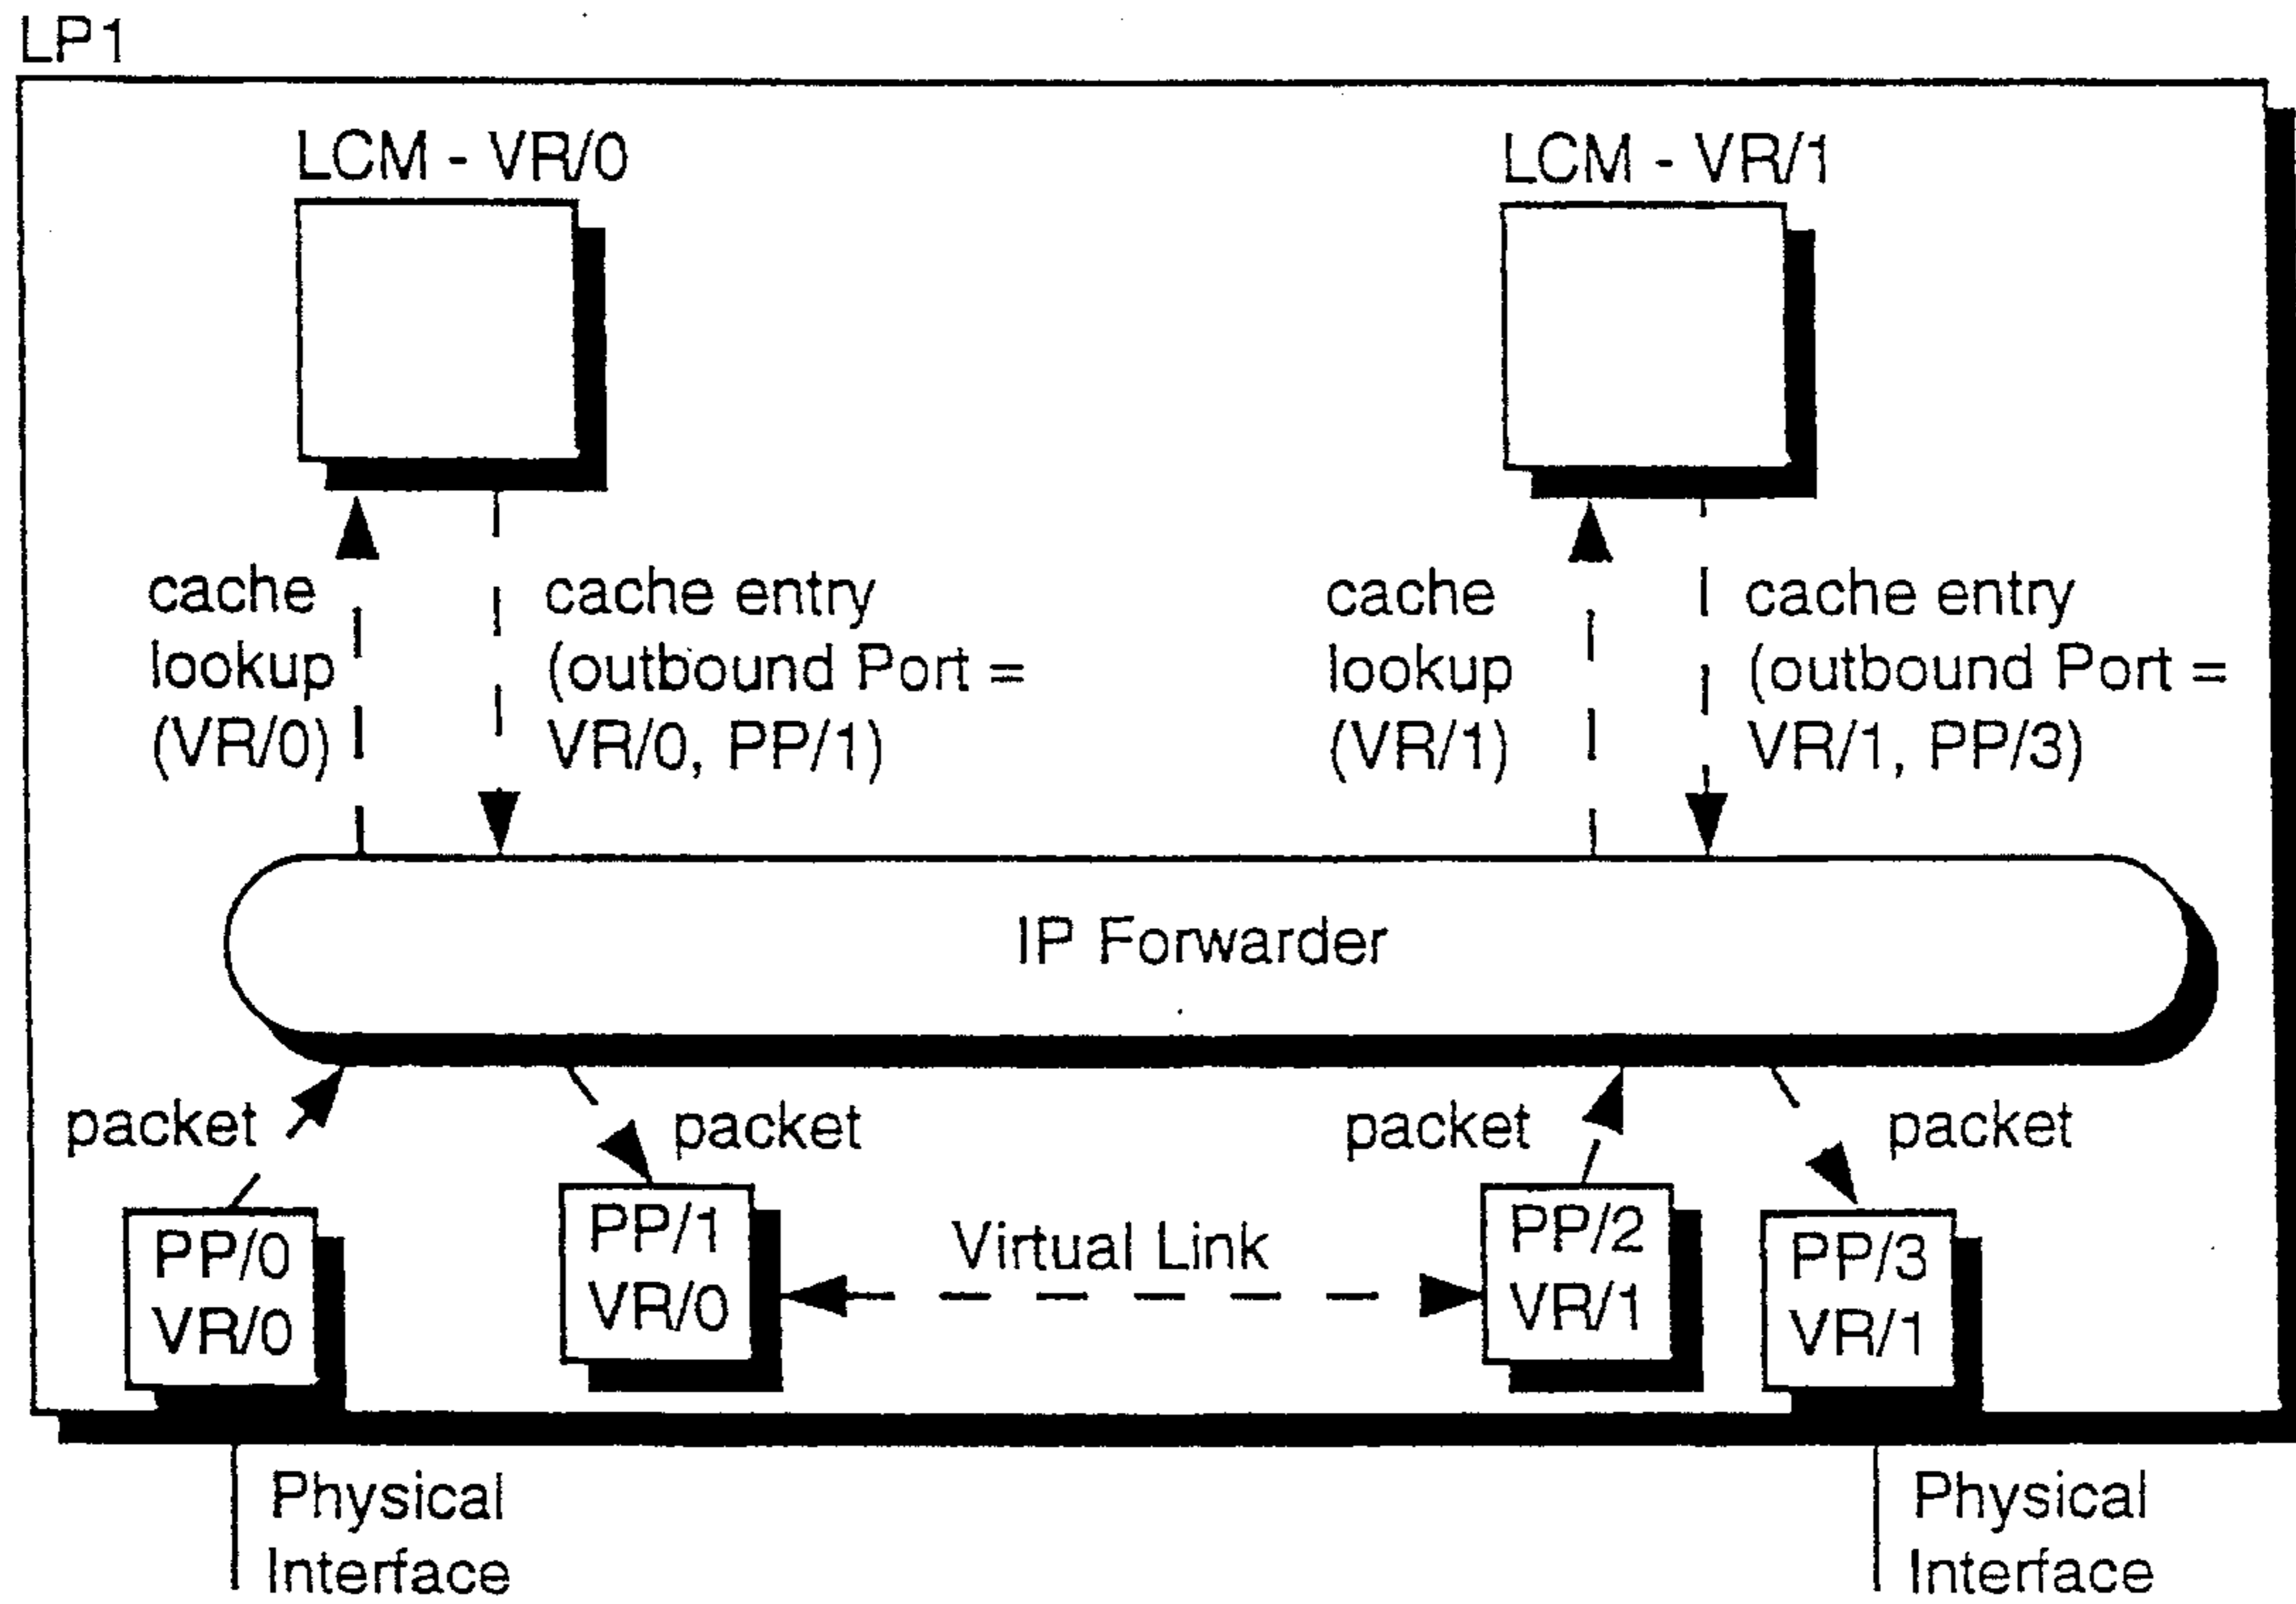 LP1
LCM - VR/0
LCM - VR/1
cache
lookup
(VR/0)
cache entry
(outbound Port =
VR/0, PP/1)
cache
lookup
(VR/1)
cache entry
(outbound Port =
VR/1, PP/3)
IP Forwarder
packet
packet
packet
packet
PP/0
VR/0
PP/1
VR/0
Virtual Link
PP/2
VR/1
PP/3
VR/1
Physical
Interface
Physical
Interface